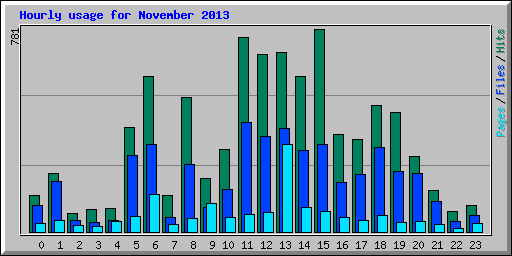 Hourly usage for November 2013
781
Pages / Files / Hits
0 1 2 3 4 5 6 7 8 9 10 11 12 13 14 15 16 17 18 19 20 21 22 23